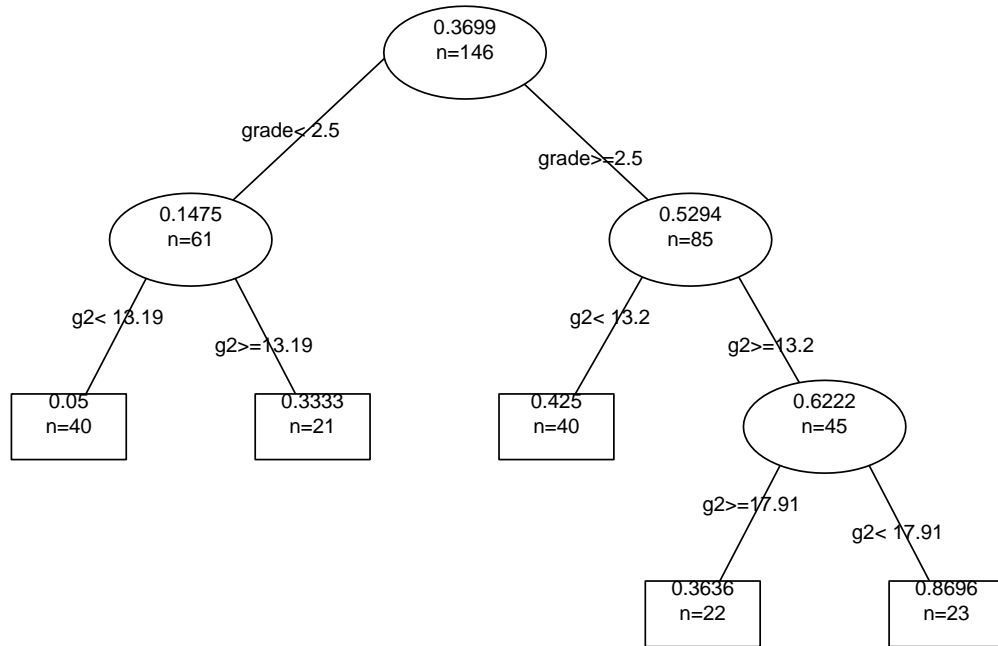 0.3699
n=146
grade< 2.5
grade>=2.5
0.1475
n=61
0.5294
n=85
g2< 13.19
g2>=13.19
g2< 13.2
g2>=13.2
0.05
n=40
0.3333
n=21
0.425
n=40
0.6222
n=45
g2>=17.91
g2< 17.91
0.3636
n=22
0.8696
n=23